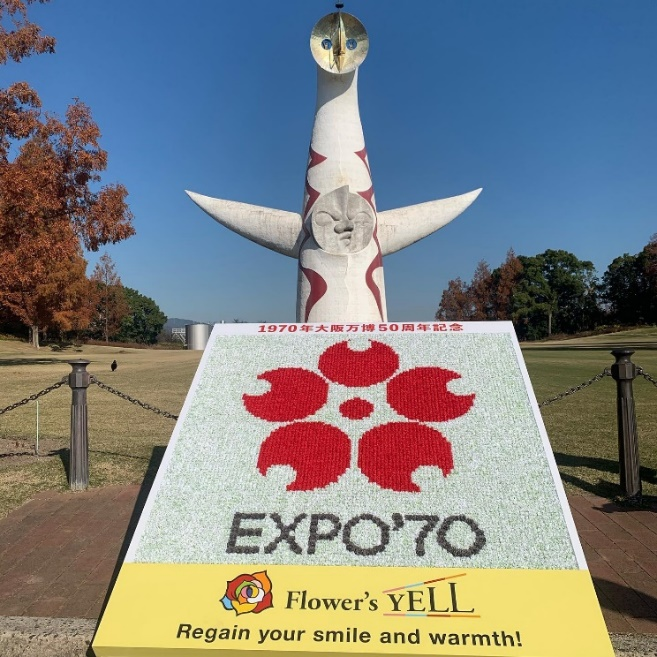 1970年大阪万博50周年記念
EXPO'70
Flower's YELL
Regain your smile and warmth!